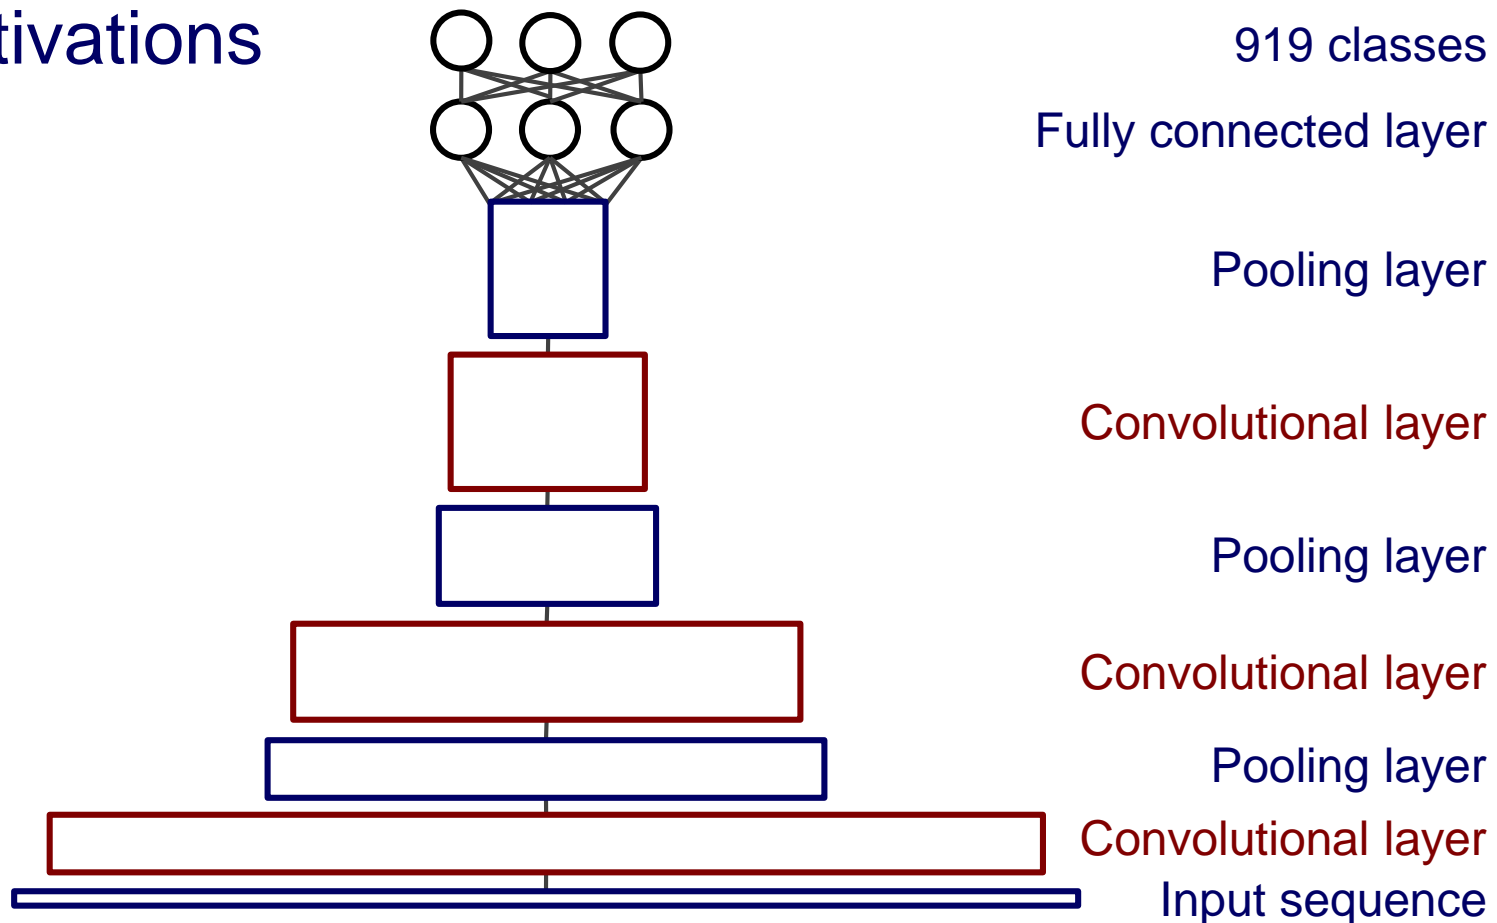 tivations
919 classes
Fully connected layer
Pooling layer
Convolutional layer
Pooling layer
Convolutional layer
Pooling layer
Convolutional layer
Input sequence